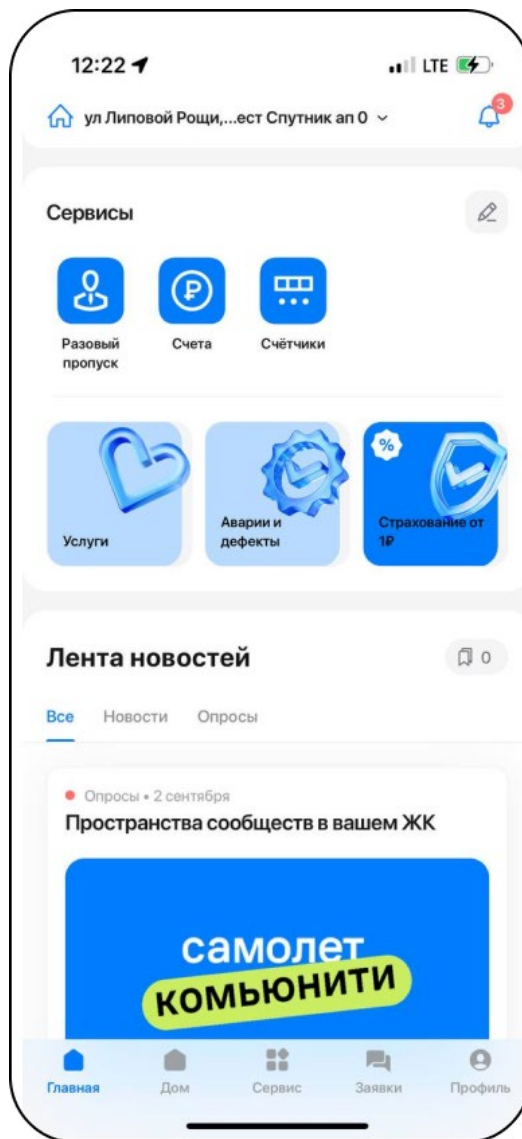 12:22
LTE
3
ул Липовой Рощи,...ест Спутник ап 0
Сервисы
Разовый
пропуск
Счета
Счётчики
Услуги
Аварии и
дефекты
%
Страхование от
1₽
Лента новостей
0
Все
Новости
Опросы
Опросы • 2 сентября
Пространства сообществ в вашем ЖК
самолет
комьюнити
Главная
Дом
Сервис
Заявки
Профиль